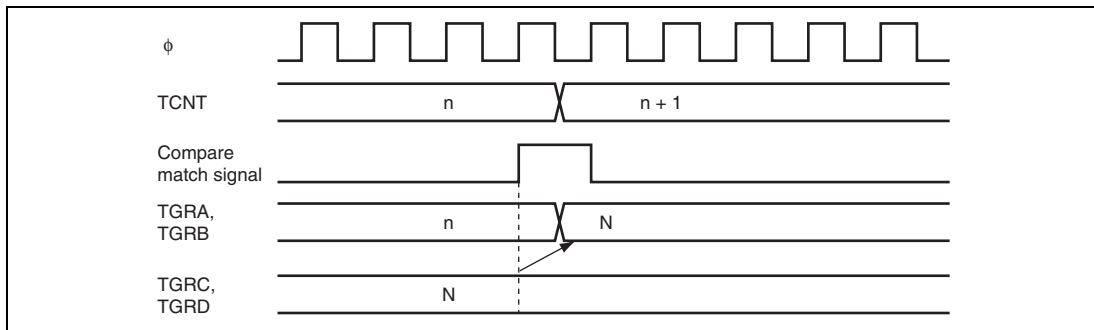 ϕ
TCNT n n + 1
Compare
match signal
TGRA,
TGRB n N
TGRC,
TGRD N